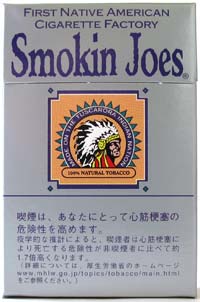 FIRST NATIVE AMERICAN
CIGARETTE FACTORY
Smokin Joes®
MADE ON THE TUSCARORA INDIAN NATION
100% NATURAL TOBACCO
喫煙は、あなたにとって心筋梗塞の
危険性を高めます。
疫学的な推計によると、喫煙者は心筋梗塞に
より死亡する危険性が非喫煙者に比べて約
1.7倍高くなります。
(詳細については、厚生労働省のホームページ
www.mhlw.go.jp/topics/tobacco/main.html
をご参照ください。)